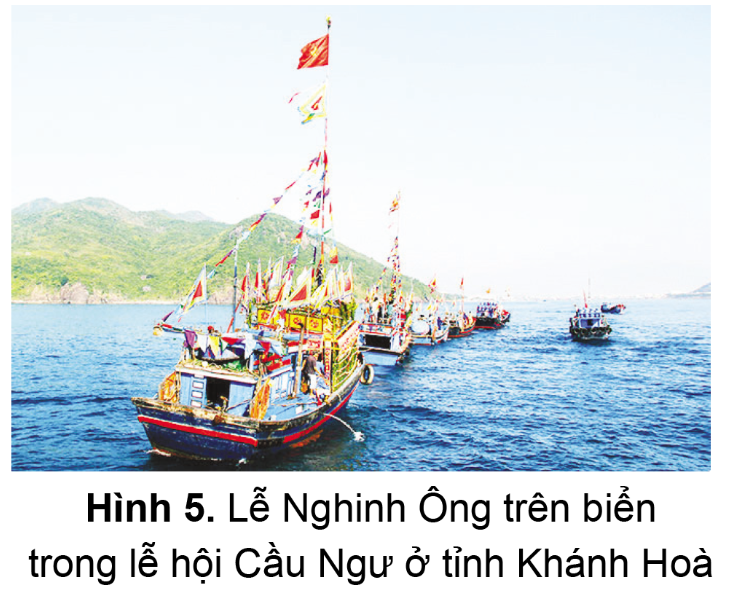 Hình 5. Lễ Nghinh Ông trên biển
trong lễ hội Cầu Ngư ở tỉnh Khánh Hoà